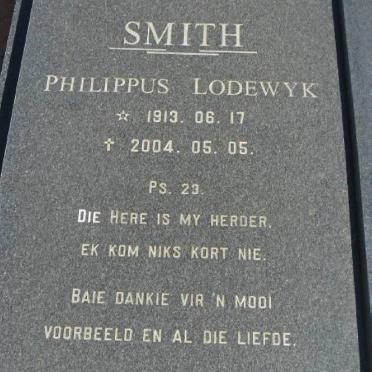 SMITH
PHILIPPUS LODEWYK
☆ 1913. 06. 17
✝ 2004. 05. 05.
PS. 23.
DIE HERE IS MY HERDER,
EK KOM NIKS KORT NIE.
BAIE DANKIE VIR 'N MOOI
VOORBEELD EN AL DIE LIEFDE.